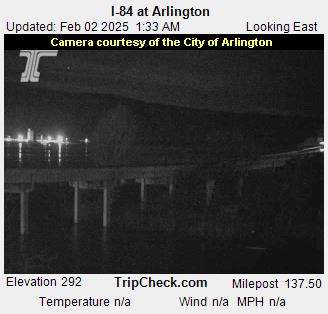 I-84 at Arlington
Updated: Feb 02 2025 1:33 AM Looking East
Camera courtesy of the City of Arlington
Elevation 292 TripCheck.com Milepost 137.50
Temperature n/a Wind n/a MPH n/a